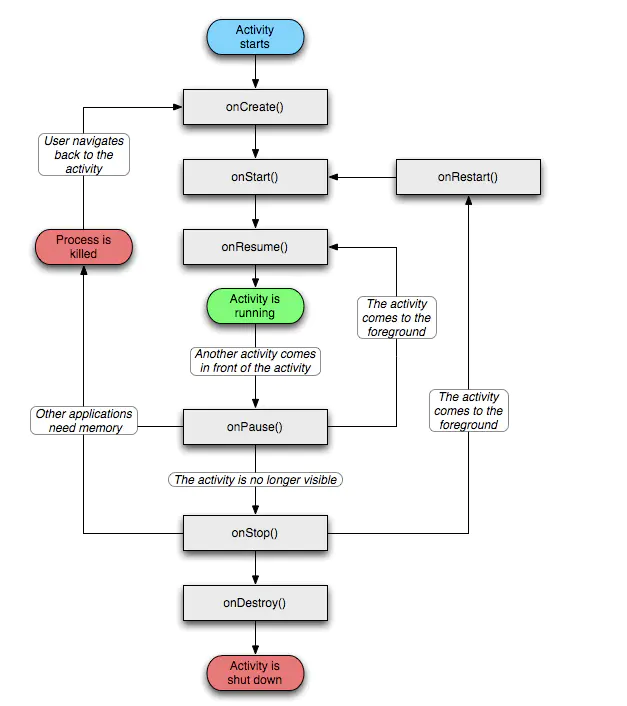 Activity
starts
onCreate()
User navigates
back to the
activity
onStart()
onRestart()
Process is
killed
onResume()
Activity is
running
The activity
comes to the
foreground
Another activity comes
in front of the activity
The activity
comes to the
foreground
Other applications
need memory
onPause()
The activity is no longer visible
onStop()
onDestroy()
Activity is
shut down